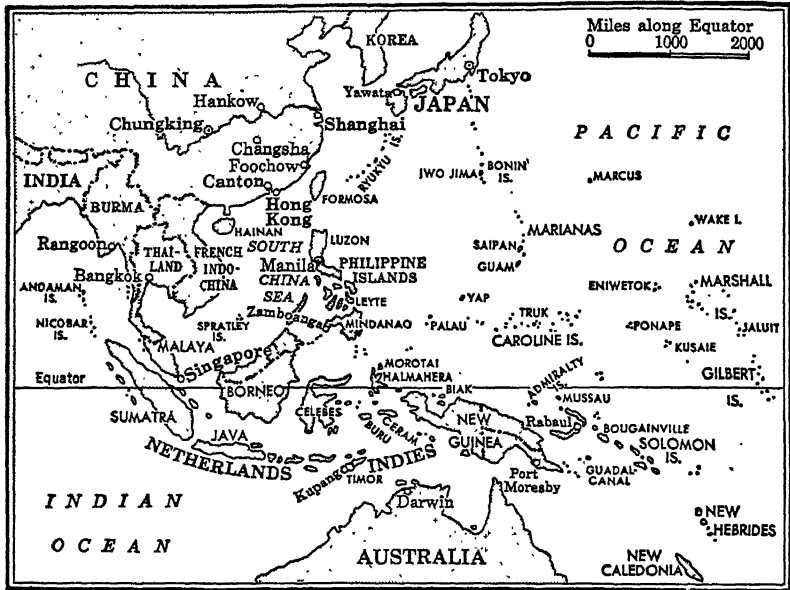 Miles along Equator
0 1000 2000
KOREA
CHINA
Tokyo
Yawata
JAPAN
Hankow
Chungking
Shanghai
PACIFIC
Changsha
Foochow
RYUKYU IS.
IWO JIMA
BONIN
IS.
MARCUS
INDIA
Canton
Hong
Kong
FORMOSA
BURMA
HAINAN
MARIANAS
WAKE I.
Rangoon
THAI-
LAND
FRENCH
INDO-
CHINA
SOUTH
CHINA
SEA
LUZON
SAIPAN
OCEAN
Manila
PHILIPPINE
ISLANDS
GUAM
Bangkok
ANDAMAN
IS.
ENIWETOK
MARSHALL
IS.
LEYTE
YAP
NICOBAR
IS.
SPRATLEY
IS.
Zamboanga
MINDANAO
PALAU
TRUK
CAROLINE IS.
PONAPE
JALUIT
MALAYA
Singapore
KUSAIE
MOROTAI
HALMAHERA
GILBERT
IS.
Equator
BORNEO
BIAK
ADMIRALTY
IS.
MUSSAU
SUMATRA
CELEBES
BURU
CERAM
NEW
GUINEA
Rabaul
BOUGAINVILLE
JAVA
SOLOMON
IS.
NETHERLANDS
INDIES
Kupang
TIMOR
Port
Moresby
GUADAL-
CANAL
INDIAN
OCEAN
Darwin
NEW
HEBRIDES
AUSTRALIA
NEW
CALEDONIA